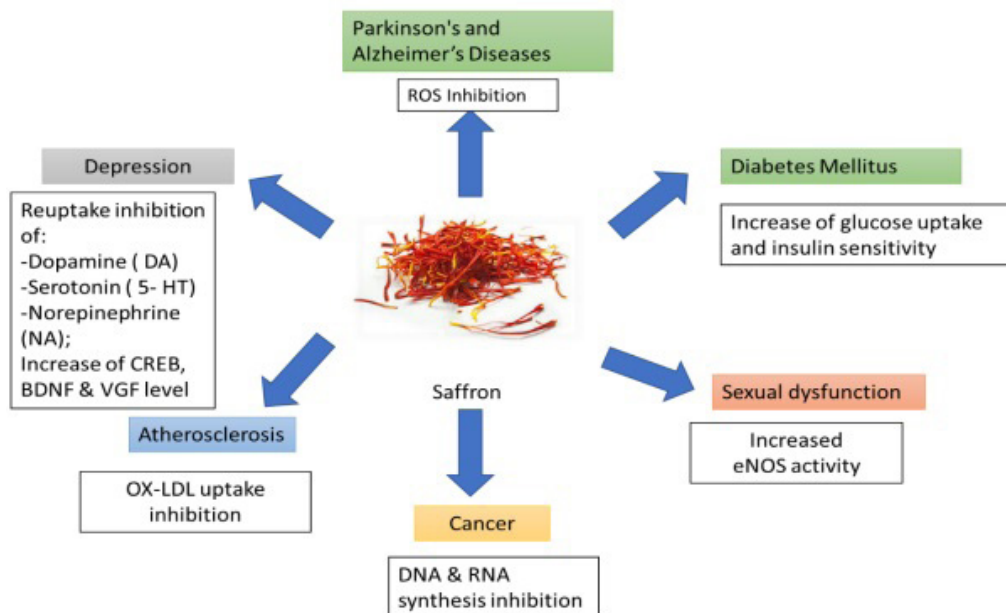 Parkinson's and
Alzheimer’s Diseases
ROS Inhibition
Depression
Reuptake inhibition
of:
-Dopamine ( DA)
-Serotonin ( 5- HT)
-Norepinephrine
(NA);
Increase of CREB,
BDNF & VGF level
Diabetes Mellitus
Increase of glucose uptake
and insulin sensitivity
Saffron
Sexual dysfunction
Increased
eNOS activity
Atherosclerosis
OX-LDL uptake
inhibition
Cancer
DNA & RNA
synthesis inhibition